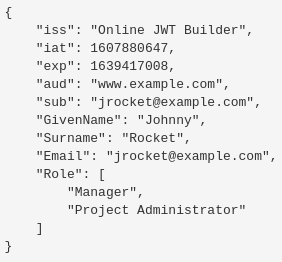 {
    "iss": "Online JWT Builder",
    "iat": 1607880647,
    "exp": 1639417008,
    "aud": "www.example.com",
    "sub": "jrocket@example.com",
    "GivenName": "Johnny",
    "Surname": "Rocket",
    "Email": "jrocket@example.com",
    "Role": [
        "Manager",
        "Project Administrator"
    ]
}